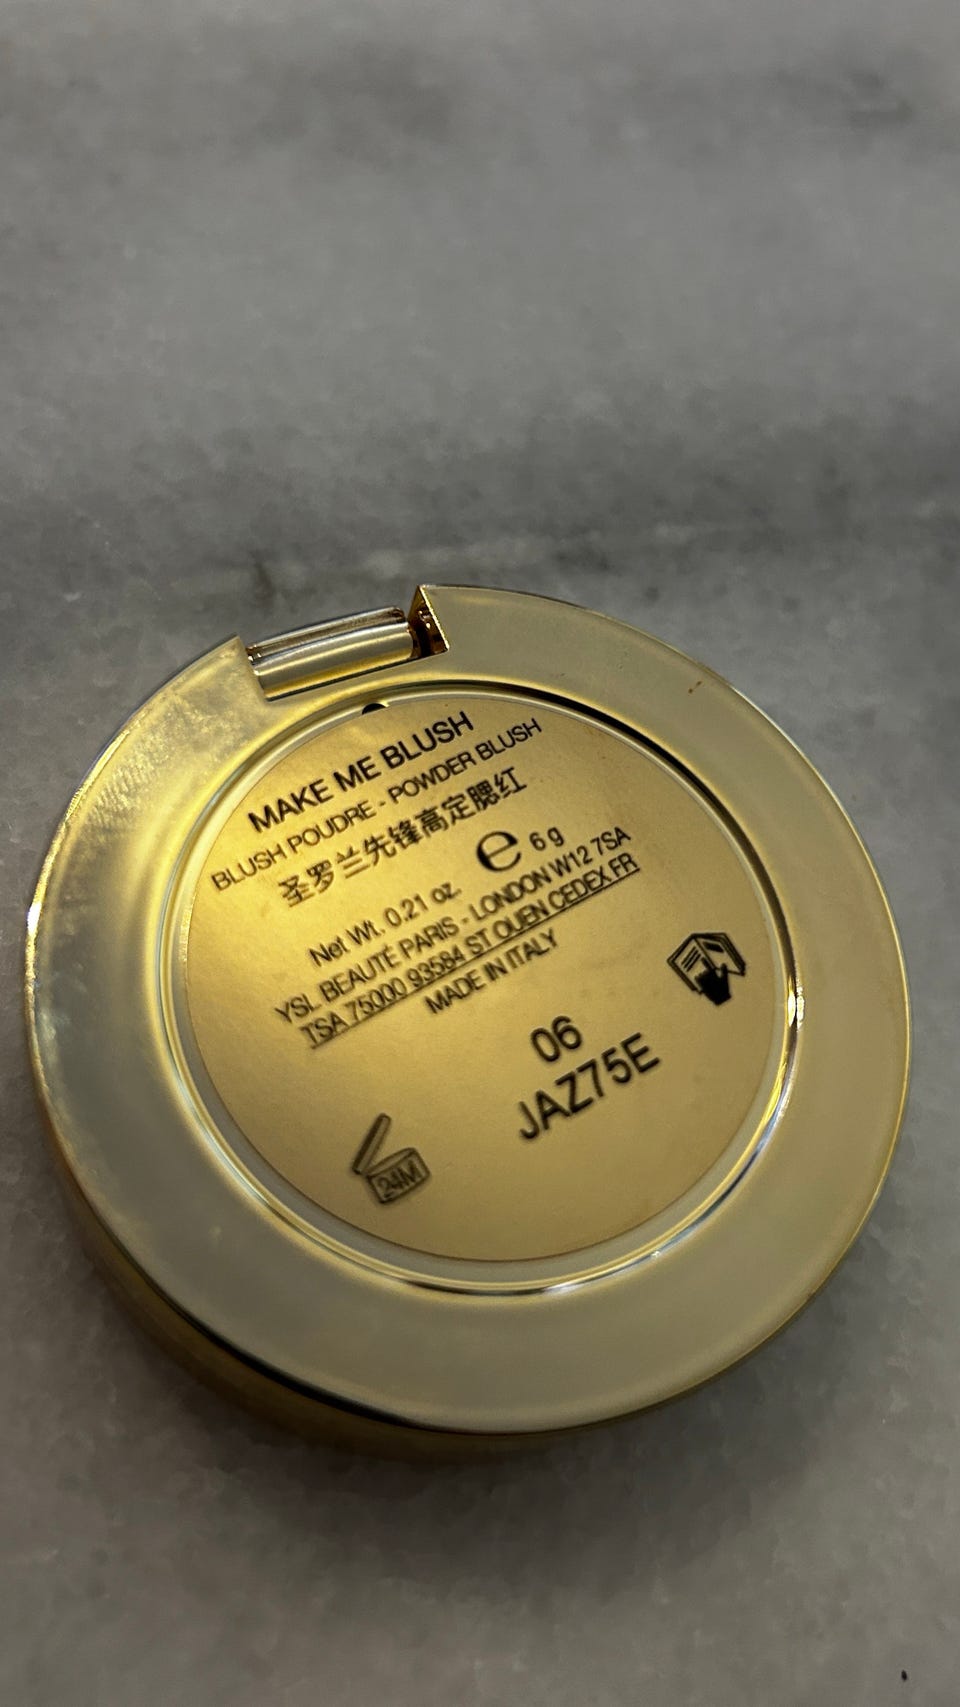 MAKE ME BLUSH
BLUSH POUDRE - POWDER BLUSH
圣罗兰先锋高定腮红
Net Wt. 0.21 oz. e 6 g
YSL BEAUTÉ PARIS - LONDON W12 7SA
TSA 75000 93584 ST OUEN CEDEX FR
MADE IN ITALY
06
JAZ75E
24M